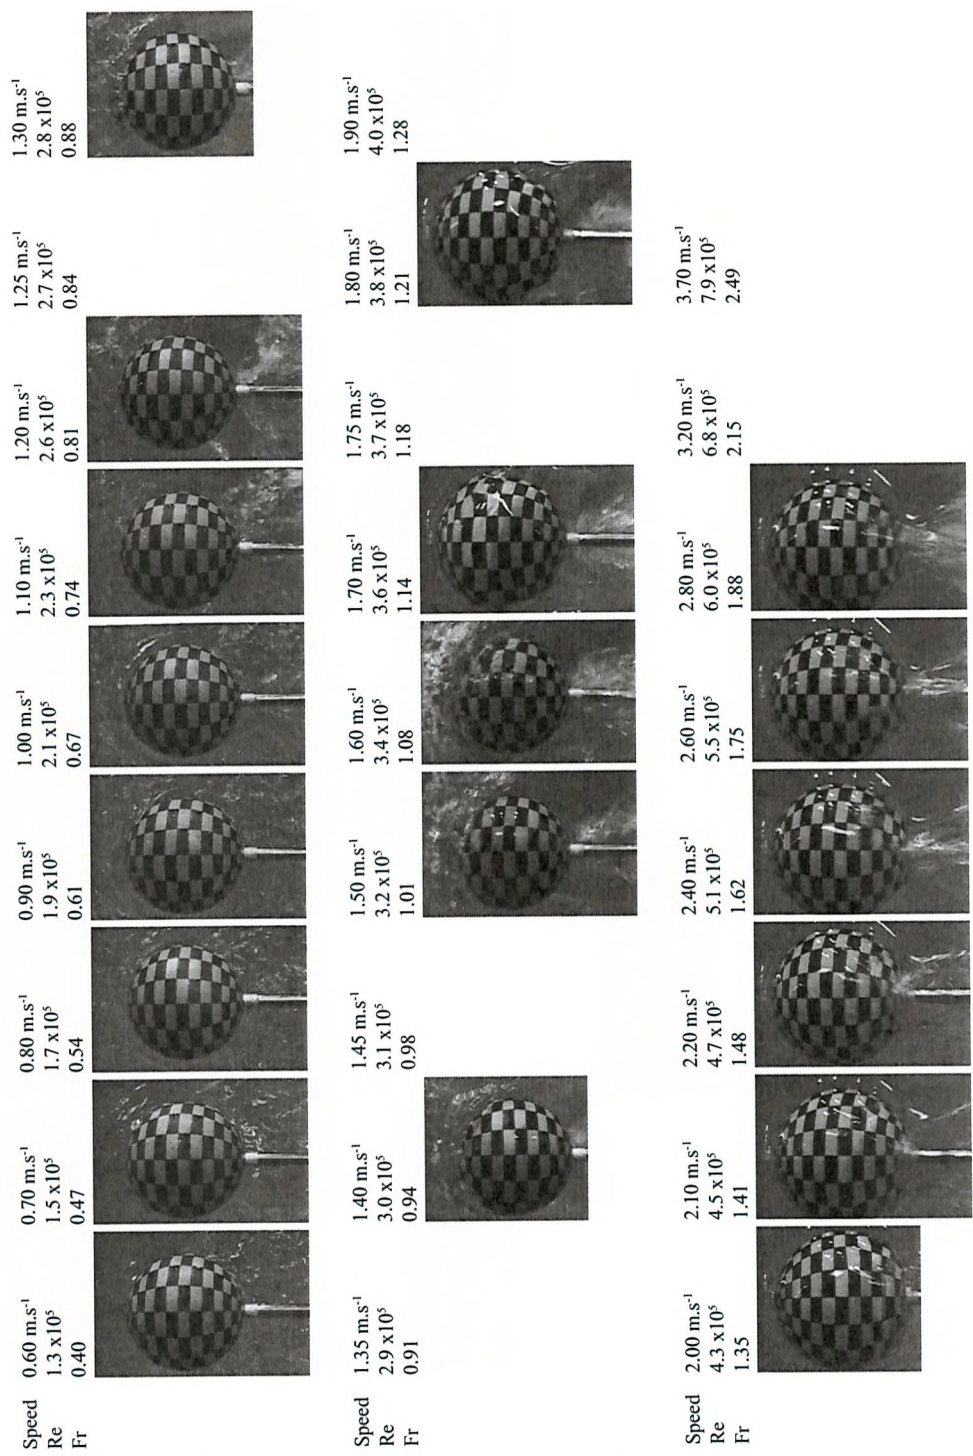 Speed 0.60 m.s⁻¹ 0.70 m.s⁻¹ 0.80 m.s⁻¹ 0.90 m.s⁻¹ 1.00 m.s⁻¹ 1.10 m.s⁻¹ 1.20 m.s⁻¹ 1.25 m.s⁻¹ 1.30 m.s⁻¹
Re 1.3 x10⁵ 1.5 x10⁵ 1.7 x10⁵ 1.9 x10⁵ 2.1 x10⁵ 2.3 x10⁵ 2.6 x10⁵ 2.7 x10⁵ 2.8 x10⁵
Fr 0.40 0.47 0.54 0.61 0.67 0.74 0.81 0.84 0.88
Speed 1.35 m.s⁻¹ 1.40 m.s⁻¹ 1.45 m.s⁻¹ 1.50 m.s⁻¹ 1.60 m.s⁻¹ 1.70 m.s⁻¹ 1.75 m.s⁻¹ 1.80 m.s⁻¹ 1.90 m.s⁻¹
Re 2.9 x10⁵ 3.0 x10⁵ 3.1 x10⁵ 3.2 x10⁵ 3.4 x10⁵ 3.6 x10⁵ 3.7 x10⁵ 3.8 x10⁵ 4.0 x10⁵
Fr 0.91 0.94 0.98 1.01 1.08 1.14 1.18 1.21 1.28
Speed 2.00 m.s⁻¹ 2.10 m.s⁻¹ 2.20 m.s⁻¹ 2.40 m.s⁻¹ 2.60 m.s⁻¹ 2.80 m.s⁻¹ 3.20 m.s⁻¹ 3.70 m.s⁻¹
Re 4.3 x10⁵ 4.5 x10⁵ 4.7 x10⁵ 5.1 x10⁵ 5.5 x10⁵ 6.0 x10⁵ 6.8 x10⁵ 7.9 x10⁵
Fr 1.35 1.41 1.48 1.62 1.75 1.88 2.15 2.49